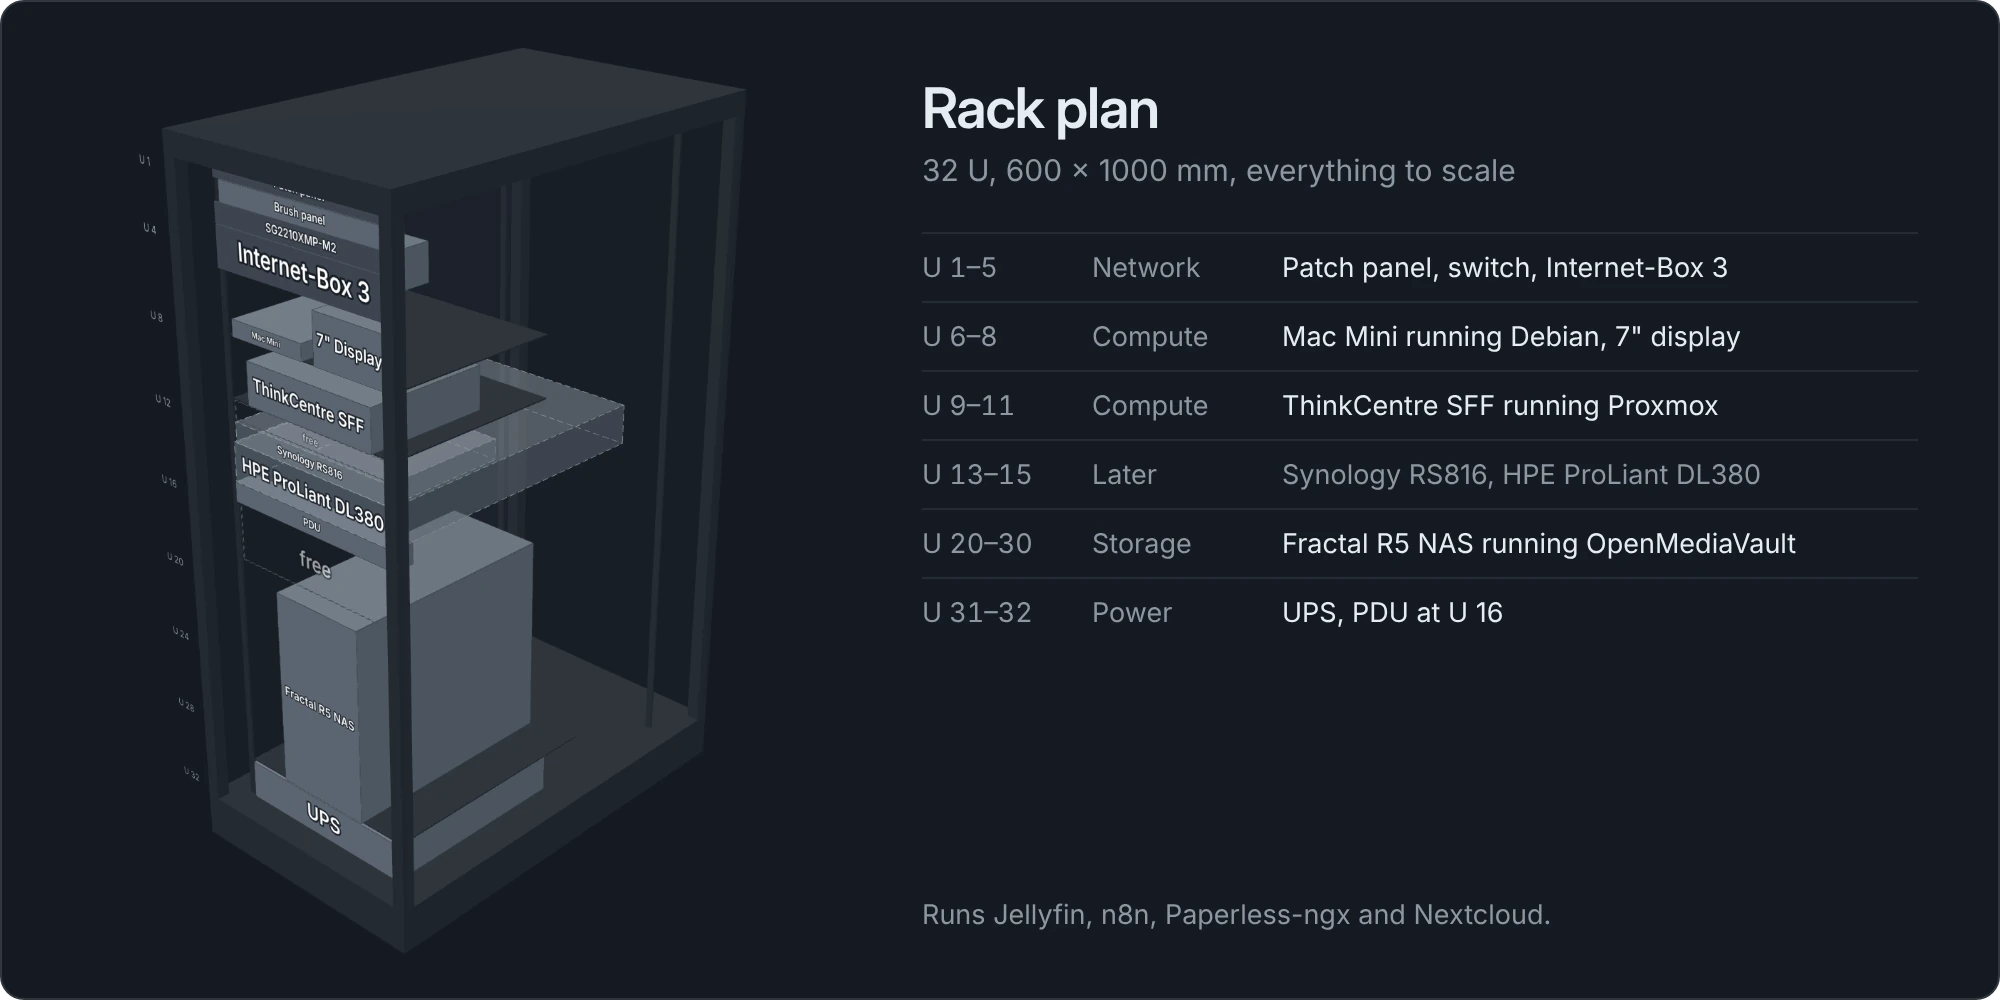 Rack plan
32 U, 600 × 1000 mm, everything to scale
U 1–5 Network Patch panel, switch, Internet-Box 3
U 6–8 Compute Mac Mini running Debian, 7" display
U 9–11 Compute ThinkCentre SFF running Proxmox
U 13–15 Later Synology RS816, HPE ProLiant DL380
U 20–30 Storage Fractal R5 NAS running OpenMediaVault
U 31–32 Power UPS, PDU at U 16
Runs Jellyfin, n8n, Paperless-ngx and Nextcloud.
U 1
U 4
U 8
U 12
U 16
U 20
U 24
U 28
U 32
Brush panel
SG2210XMP-M2
Internet-Box 3
Mac Mini
7" Display
ThinkCentre SFF
free
Synology RS816
HPE ProLiant DL380
PDU
free
Fractal R5 NAS
UPS